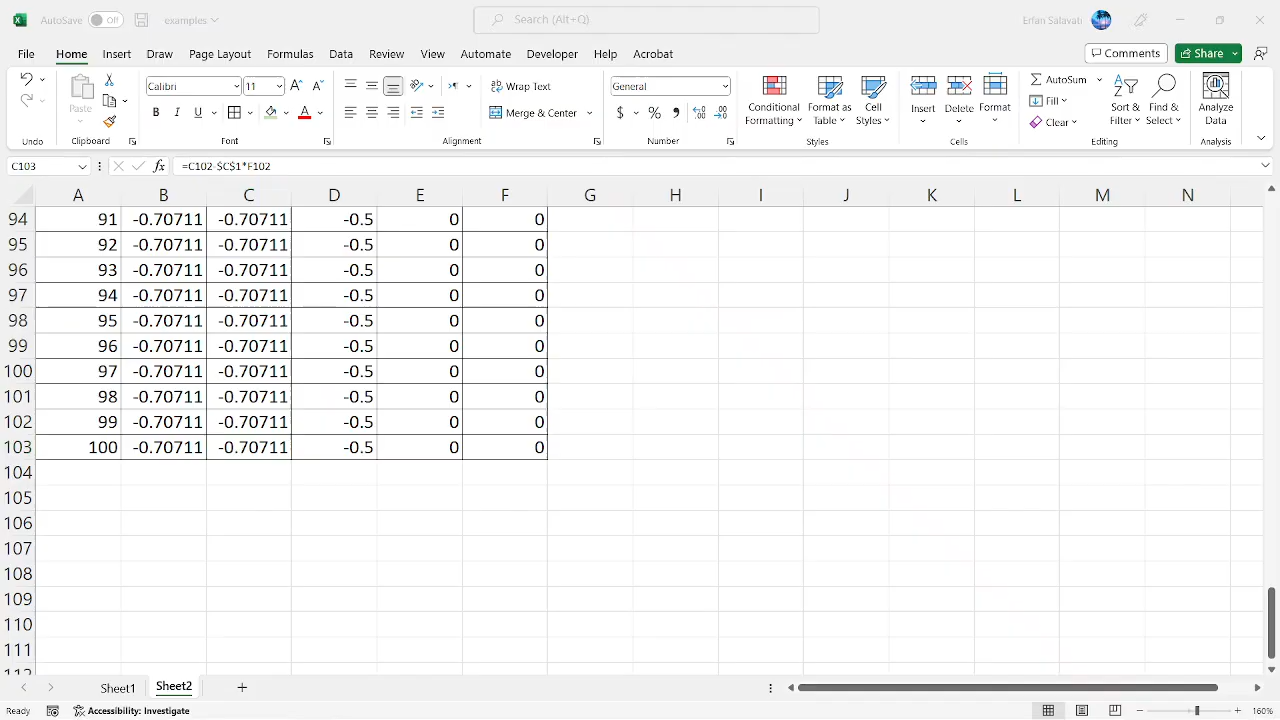 AutoSave Off examples Search (Alt+Q) Erfan Salavati
File Home Insert Draw Page Layout Formulas Data Review View Automate Developer Help Acrobat Comments Share
Paste Calibri 11 A A B I U A Wrap Text Merge & Center General $ % , Conditional Formatting Format as Table Cell Styles Insert Delete Format AutoSum Fill Clear Sort & Filter Find & Select Analyze Data
Undo Clipboard Font Alignment Number Styles Cells Editing Analysis
C103 fx =C102-$C$1*F102
A B C D E F G H I J K L M N
94 91 -0.70711 -0.70711 -0.5 0 0
95 92 -0.70711 -0.70711 -0.5 0 0
96 93 -0.70711 -0.70711 -0.5 0 0
97 94 -0.70711 -0.70711 -0.5 0 0
98 95 -0.70711 -0.70711 -0.5 0 0
99 96 -0.70711 -0.70711 -0.5 0 0
100 97 -0.70711 -0.70711 -0.5 0 0
101 98 -0.70711 -0.70711 -0.5 0 0
102 99 -0.70711 -0.70711 -0.5 0 0
103 100 -0.70711 -0.70711 -0.5 0 0
104
105
106
107
108
109
110
111
112
Sheet1 Sheet2
Ready Accessibility: Investigate 160%